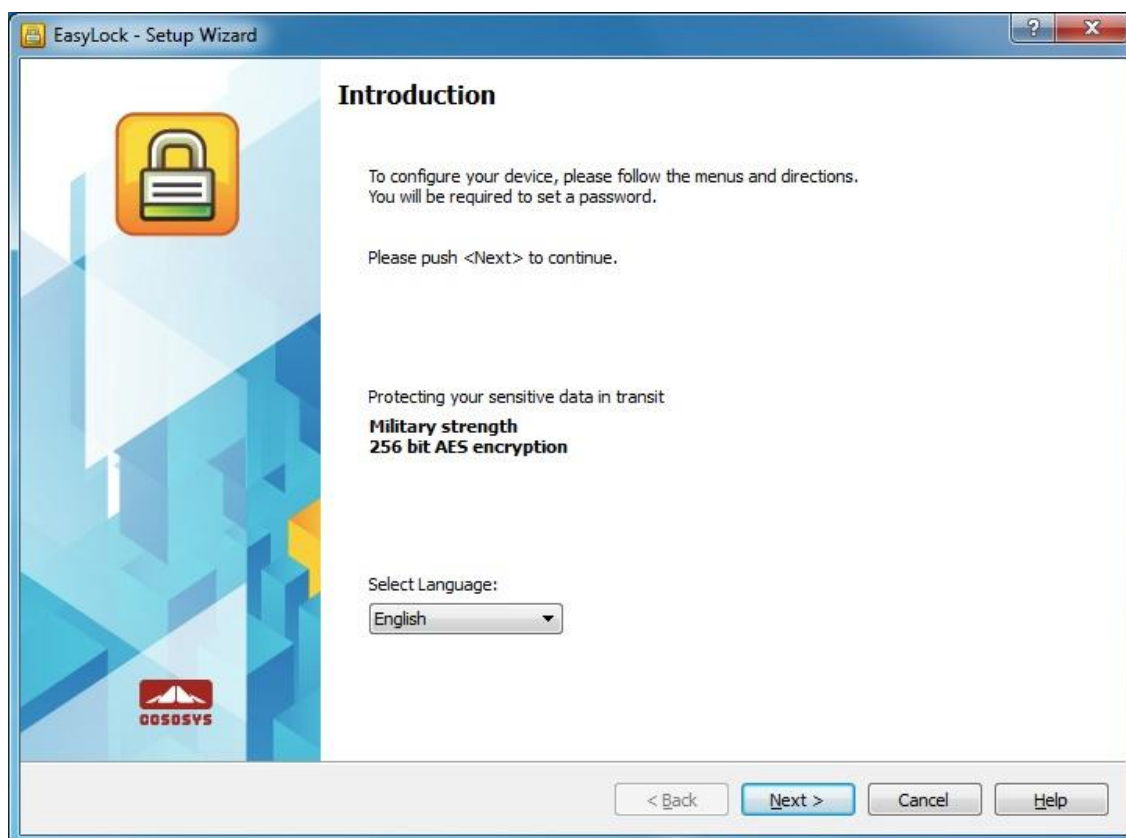 EasyLock - Setup Wizard
Introduction
To configure your device, please follow the menus and directions.
You will be required to set a password.
Please push <Next> to continue.
Protecting your sensitive data in transit
Military strength
256 bit AES encryption
Select Language:
English
COSOSYS
< Back Next > Cancel Help